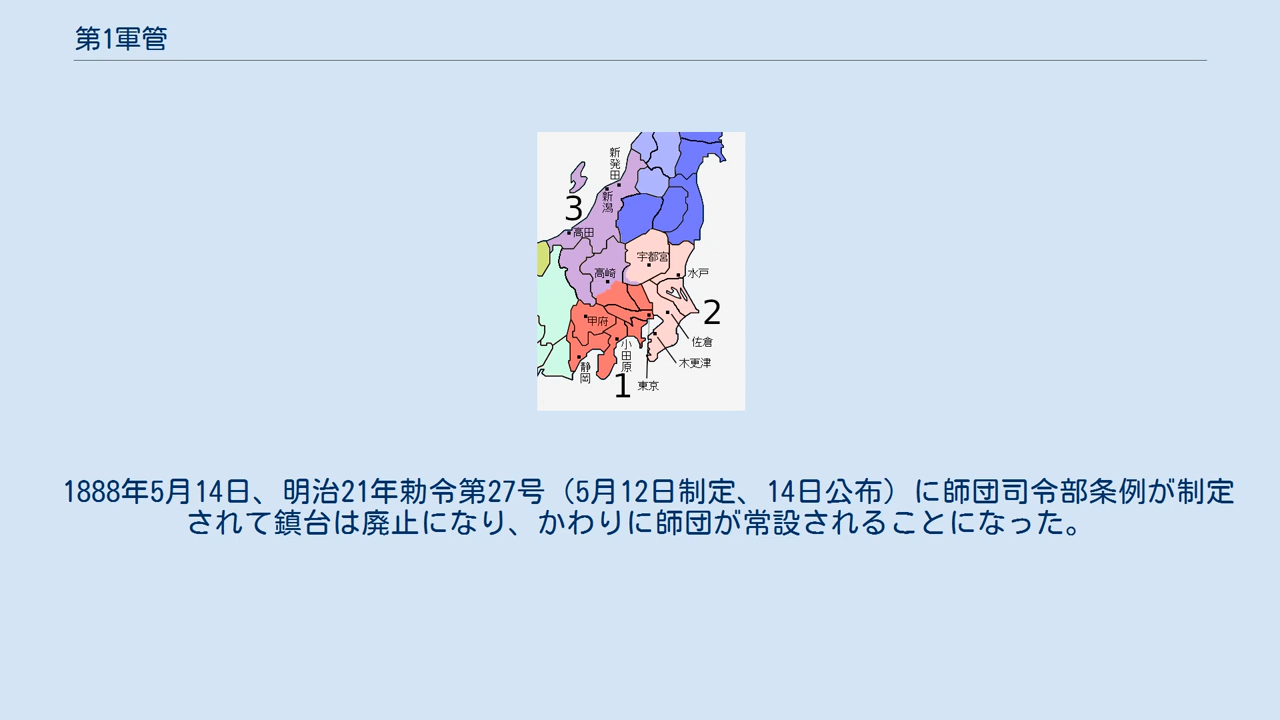 第1軍管
新発田
新潟
3
高田
宇都宮
高崎
水戸
2
甲府
佐倉
小田原
木更津
静岡
1
東京
1888年5月14日、明治21年勅令第27号（5月12日制定、14日公布）に師団司令部条例が制定
されて鎮台は廃止になり、かわりに師団が常設されることになった。